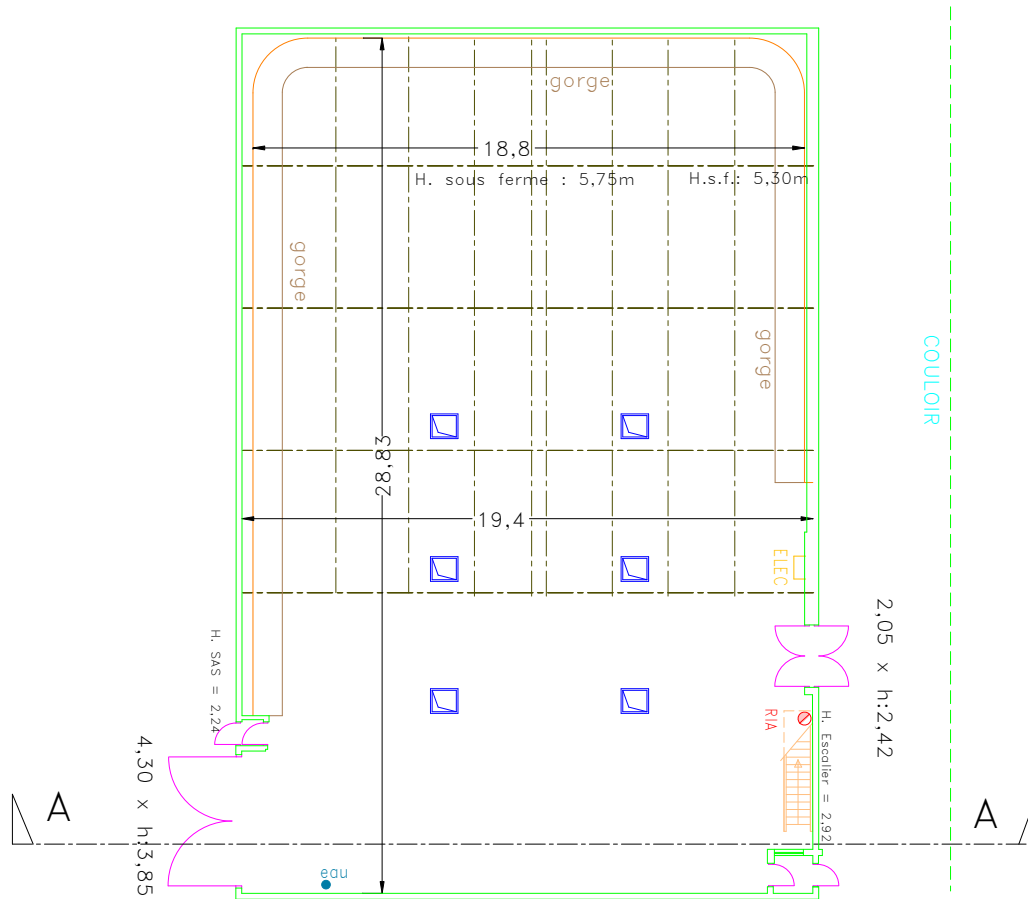 gorge
18,8
H. sous ferme : 5,75m
H.s.f.: 5,30m
gorge
gorge
COULOIR
28,83
19,4
ELEC
2,05 x h:2,42
H. SAS = 2,24
RIA
H. Escalier = 2,92
4,30 x h:3,85
A
A
eau